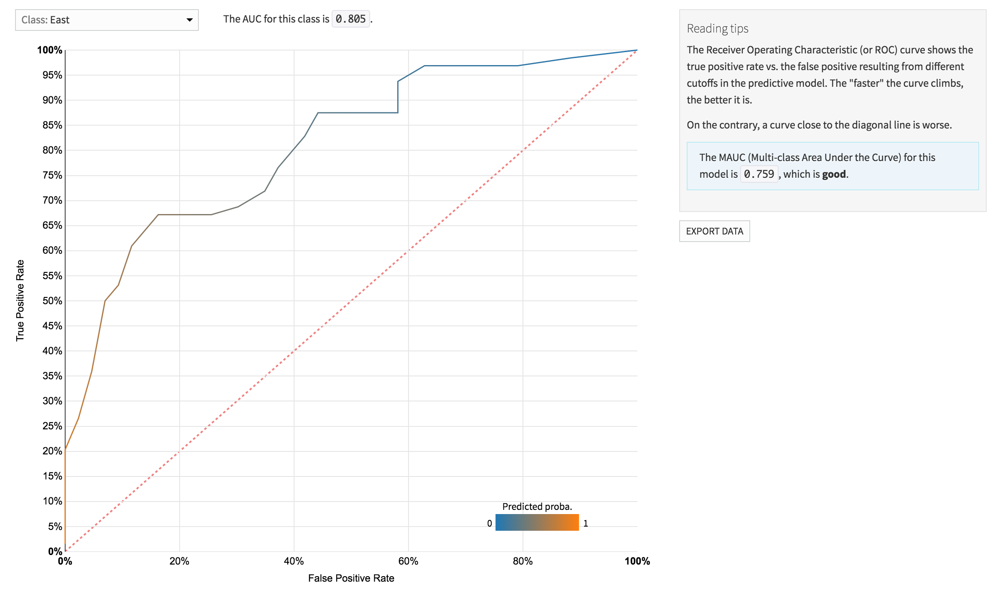 Class: East
The AUC for this class is 0.805.
100%
95%
90%
85%
80%
75%
70%
65%
60%
55%
50%
45%
40%
35%
30%
25%
20%
15%
10%
5%
0%
True Positive Rate
0%
20%
40%
60%
80%
100%
False Positive Rate
Predicted proba.
0
1
Reading tips
The Receiver Operating Characteristic (or ROC) curve shows the
true positive rate vs. the false positive resulting from different
cutoffs in the predictive model. The "faster" the curve climbs,
the better it is.
On the contrary, a curve close to the diagonal line is worse.
The MAUC (Multi-class Area Under the Curve) for this
model is 0.759, which is good.
EXPORT DATA